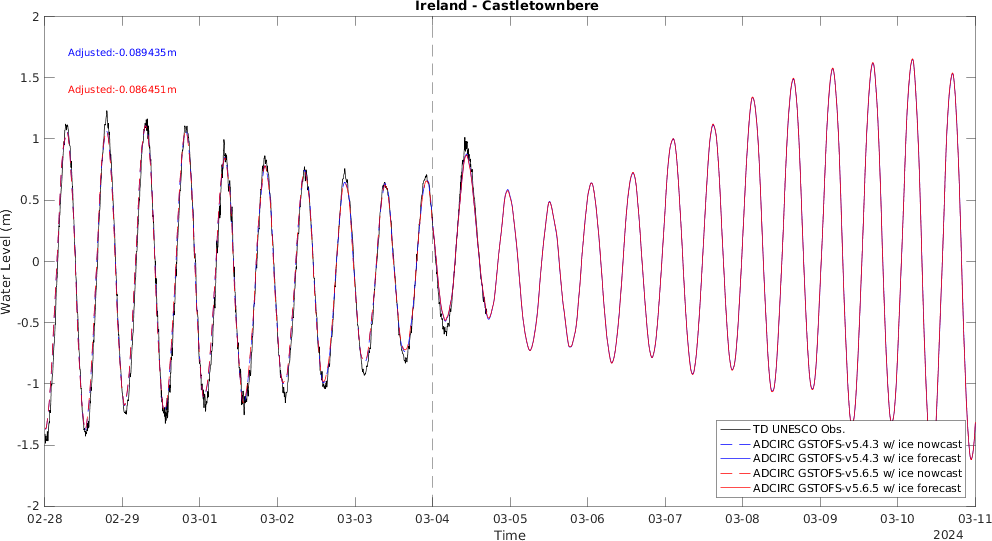 Ireland - Castletownbere
Adjusted:-0.089435m
Adjusted:-0.086451m
Water Level (m)
2
1.5
1
0.5
0
-0.5
-1
-1.5
-2
TD UNESCO Obs.
ADCIRC GSTOFS-v5.4.3 w/ ice nowcast
ADCIRC GSTOFS-v5.4.3 w/ ice forecast
ADCIRC GSTOFS-v5.6.5 w/ ice nowcast
ADCIRC GSTOFS-v5.6.5 w/ ice forecast
02-28 02-29 03-01 03-02 03-03 03-04 03-05 03-06 03-07 03-08 03-09 03-10 03-11
Time
2024